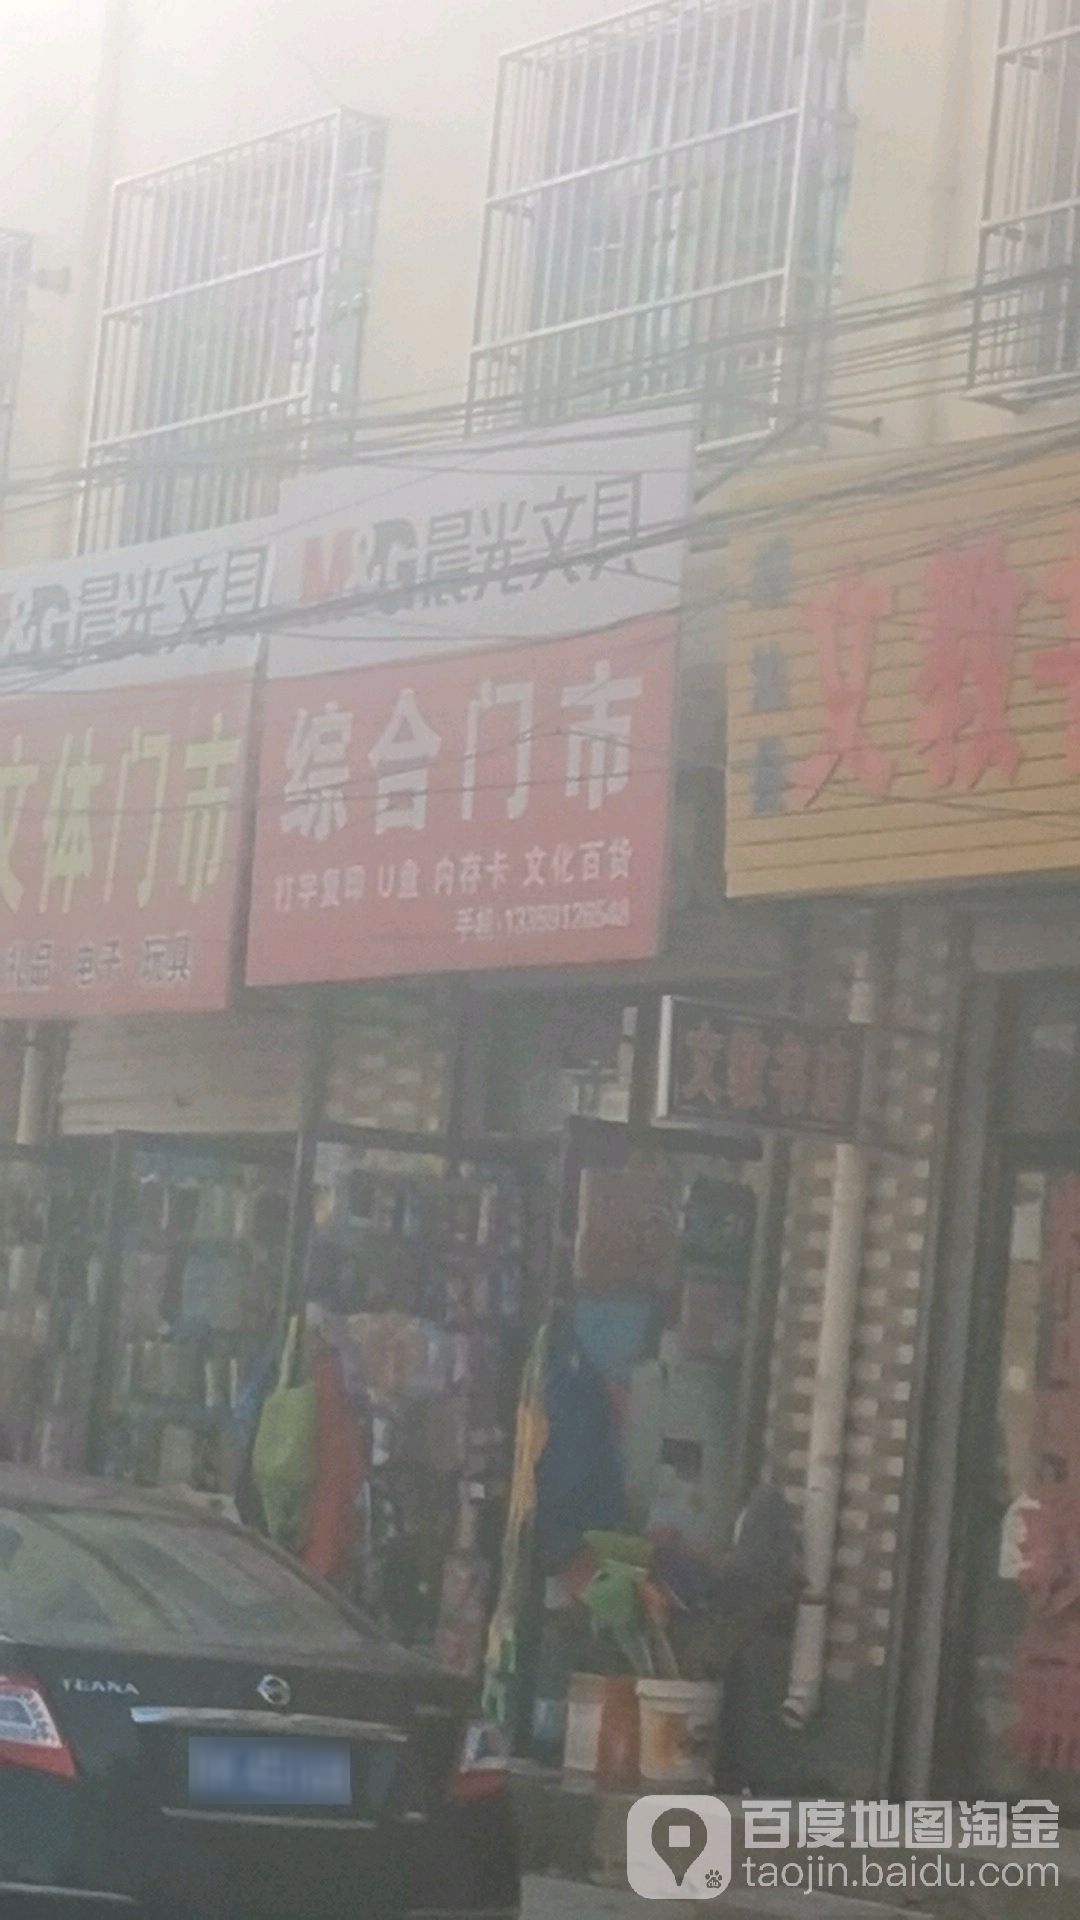 &G晨光文具
文体门市
礼品 电子 玩具
M&G晨光文具
综合门市
打字复印 U盘 内存卡 文化百货
手机:13359126548
文教
文教书店
TEANA
百度地图淘金
taojin.baidu.com